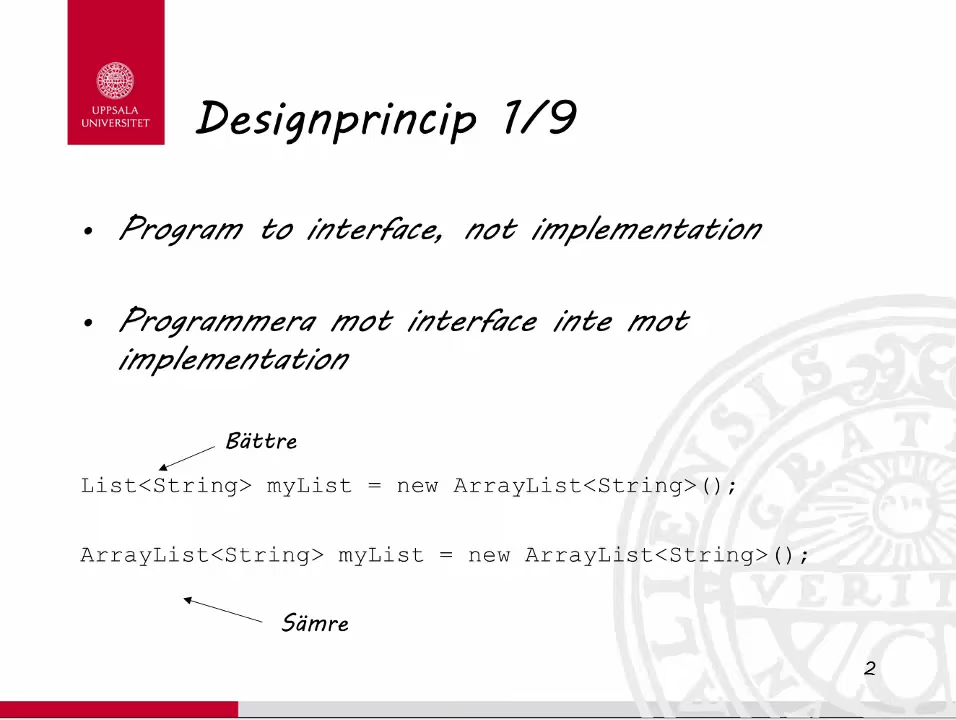 UPPSALA
UNIVERSITET
Designprincip 1/9
• Program to interface, not implementation
• Programmera mot interface inte mot
implementation
Bättre
List<String> myList = new ArrayList<String>();
ArrayList<String> myList = new ArrayList<String>();
Sämre
2